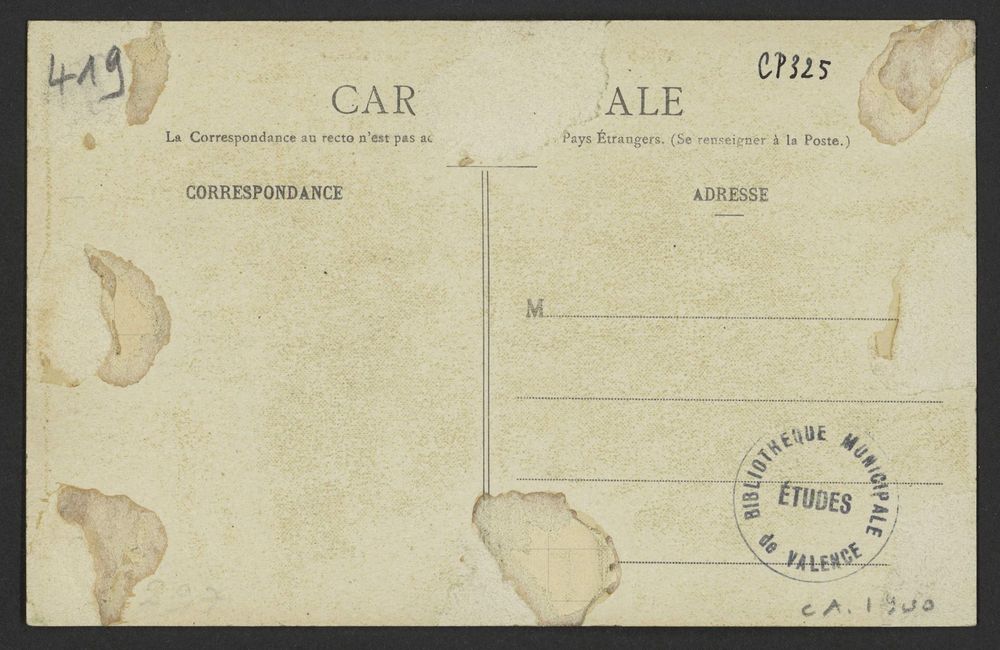 419
CP325
CAR ALE
La Correspondance au recto n'est pas ac Pays Étrangers. (Se renseigner à la Poste.)
CORRESPONDANCE
ADRESSE
M
BIBLIOTHEQUE MUNICIPALE
ÉTUDES
de VALENCE
CA. 1900